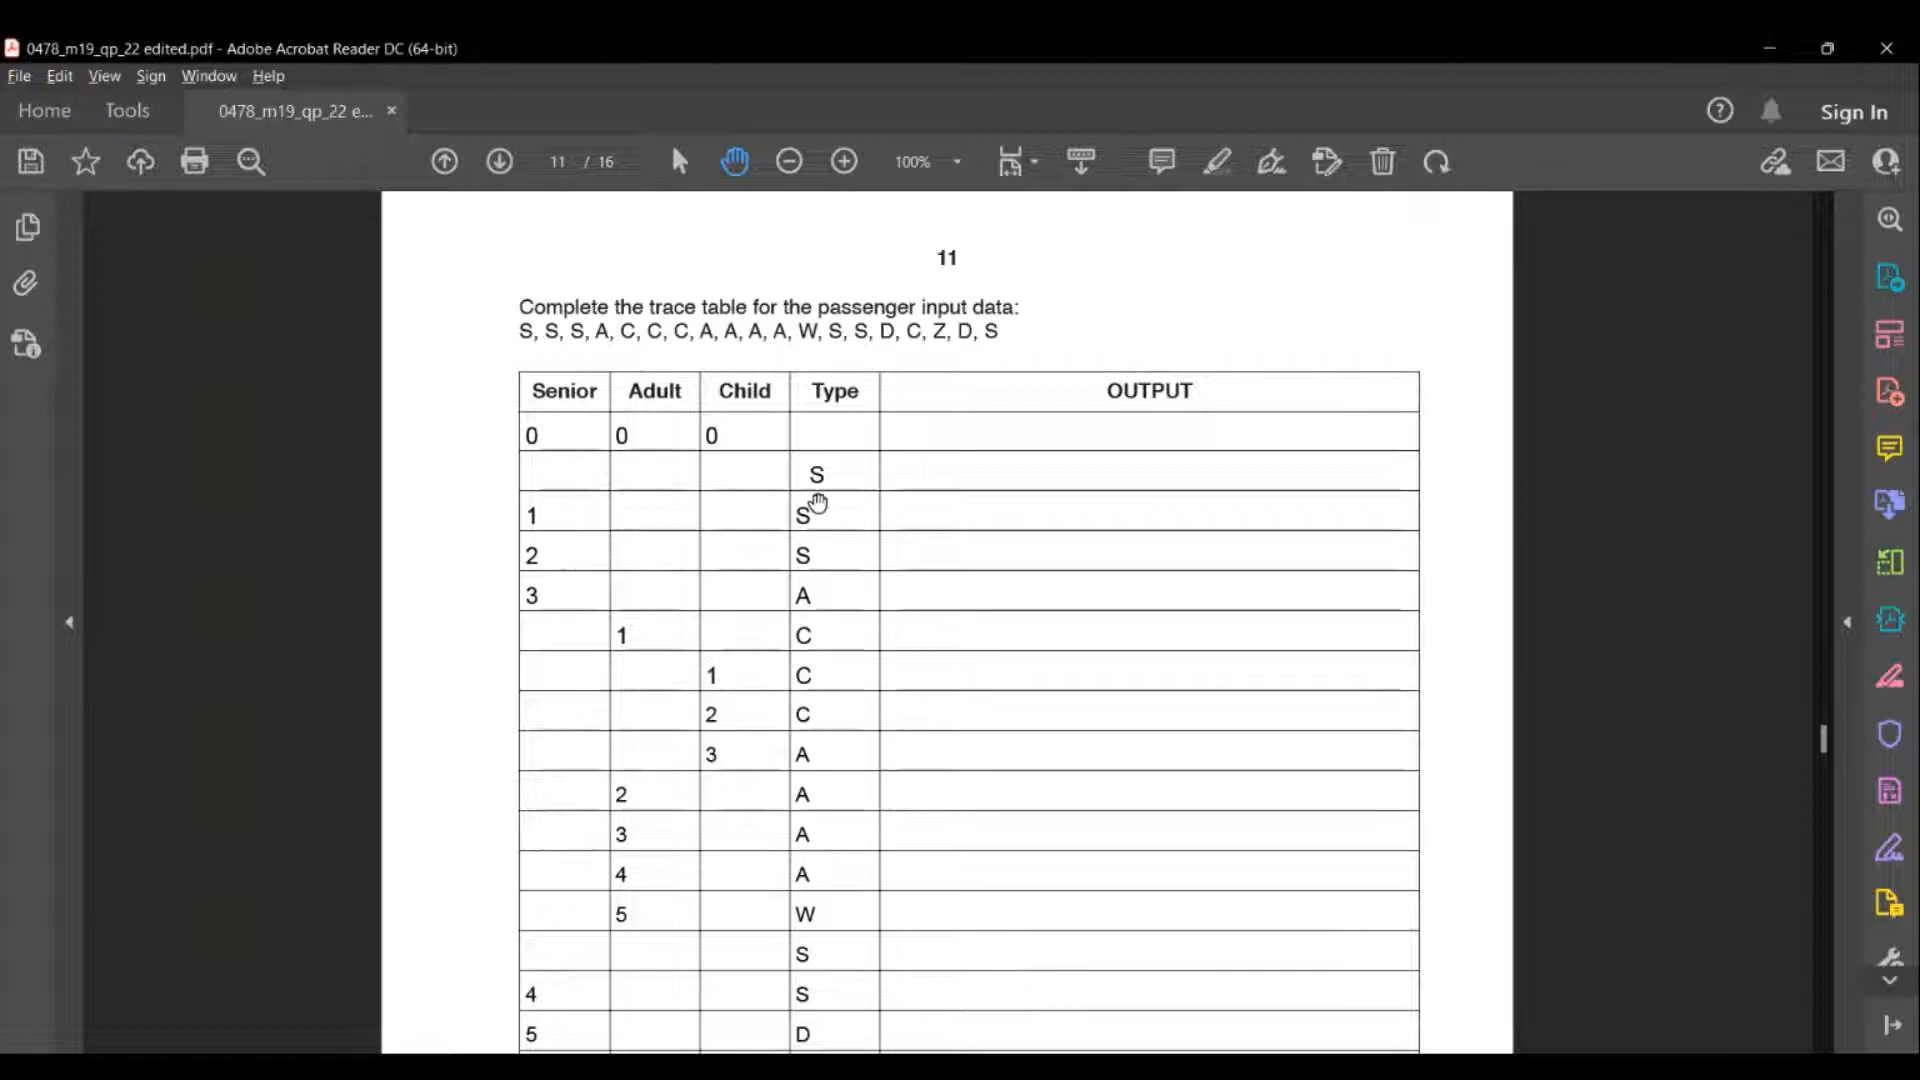 0478_m19_qp_22 edited.pdf - Adobe Acrobat Reader DC (64-bit)
File Edit View Sign Window Help
Home Tools 0478_m19_qp_22 e... × Sign In
11 / 16 100%
11
Complete the trace table for the passenger input data:
S, S, S, A, C, C, C, A, A, A, A, W, S, S, D, C, Z, D, S
Senior Adult Child Type OUTPUT
0 0 0
S
1 S
2 S
3 A
1 C
1 C
2 C
3 A
2 A
3 A
4 A
5 W
S
4 S
5 D